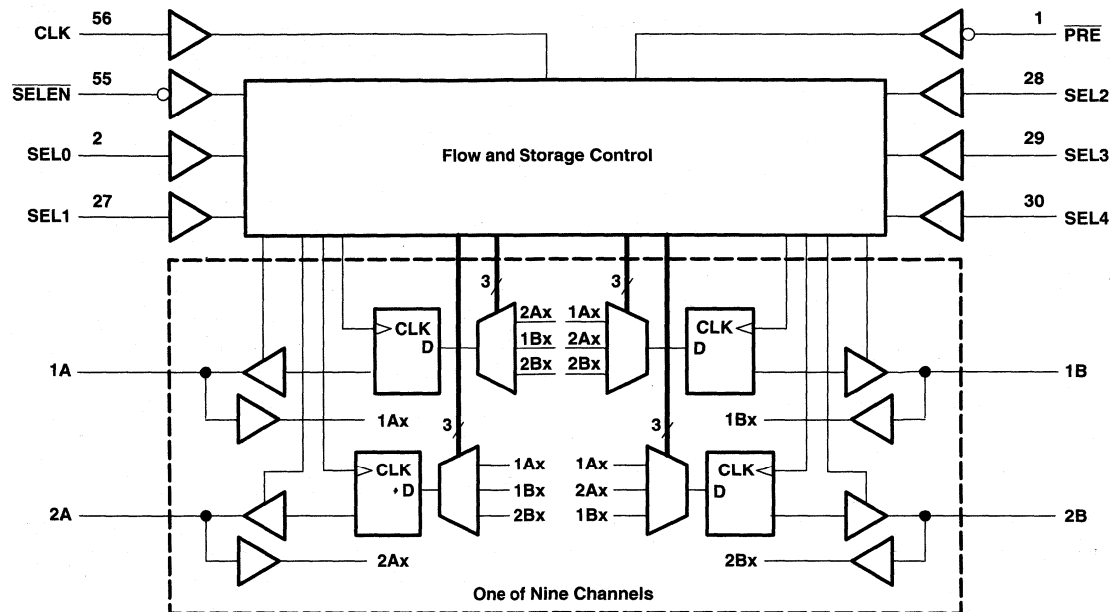 CLK 56 1 PRE
SELEN 55 28 SEL2
SEL0 2 29 SEL3
Flow and Storage Control
SEL1 27 30 SEL4
3 3
2Ax 1Ax
CLK 1Bx 2Ax CLK
D 2Bx 2Bx D
1A 1B
1Ax 3 3 1Bx
CLK 1Ax 1Ax CLK
D 1Bx 2Ax D
2A 2Bx 1Bx 2B
2Ax 2Bx
One of Nine Channels